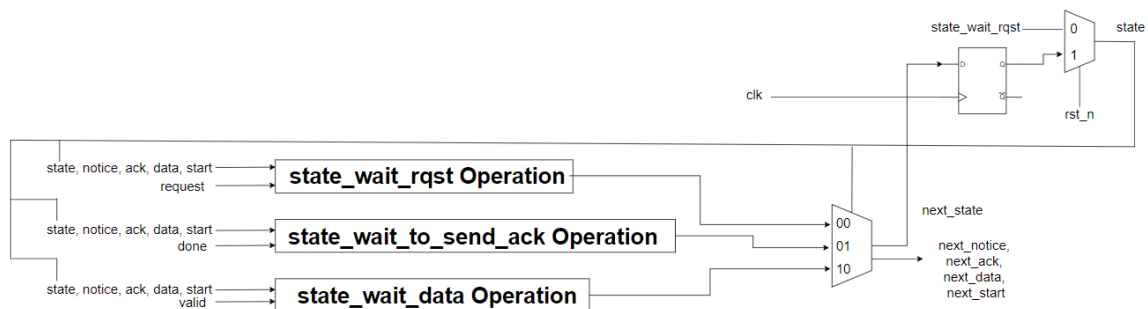 state_wait_rqst
0
state
1
D
Q
Q
clk
rst_n
state, notice, ack, data, start
request
state_wait_rqst Operation
state, notice, ack, data, start
done
state_wait_to_send_ack Operation
state, notice, ack, data, start
valid
state_wait_data Operation
00
01
10
next_state
next_notice,
next_ack,
next_data,
next_start